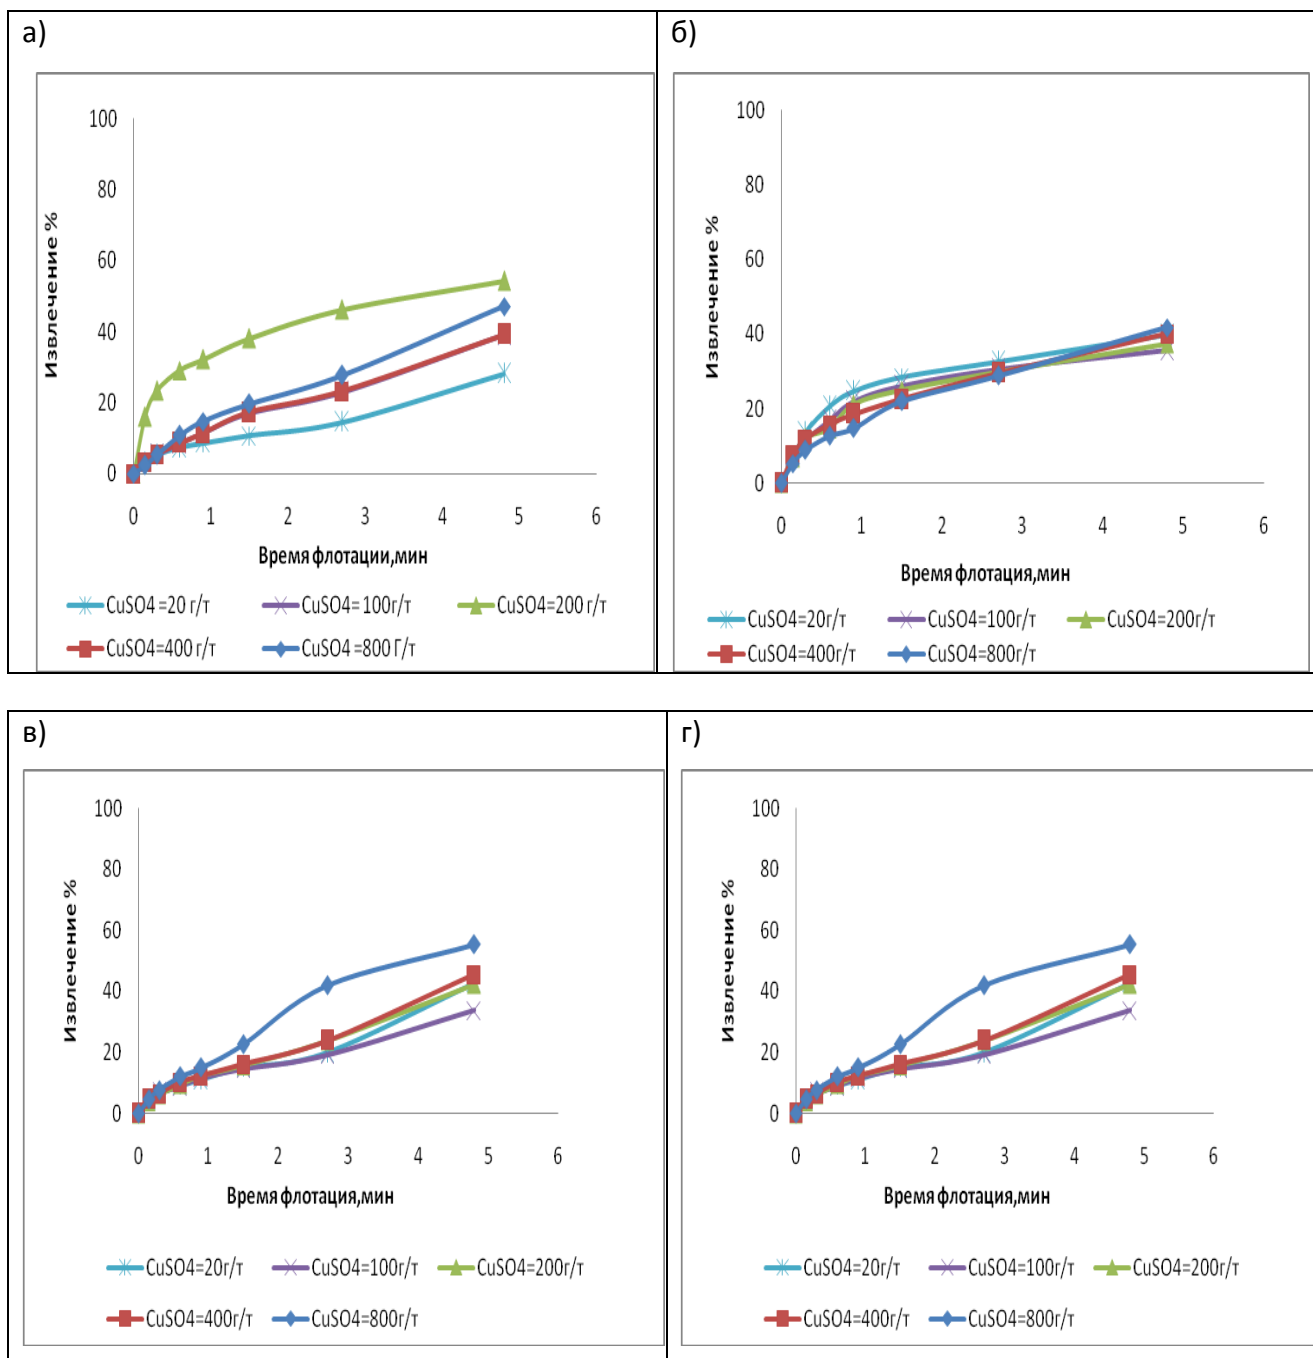 а)
100
80
60
40
20
0
Извлечение %
0 1 2 3 4 5 6
Время флотации,мин
CuSO4 =20 г/т CuSO4= 100г/т CuSO4=200 г/т
CuSO4=400 г/т CuSO4 =800 Г/т
б)
100
80
60
40
20
0
Извлечение %
0 1 2 3 4 5 6
Время флотация,мин
CuSO4=20г/т CuSO4=100г/т CuSO4=200г/т
CuSO4=400г/т CuSO4=800г/т
в)
100
80
60
40
20
0
Извлечение %
0 1 2 3 4 5 6
Время флотация,мин
CuSO4=20г/т CuSO4=100г/т CuSO4=200г/т
CuSO4=400г/т CuSO4=800г/т
г)
100
80
60
40
20
0
Извлечение %
0 1 2 3 4 5 6
Время флотация,мин
CuSO4=20г/т CuSO4=100г/т CuSO4=200г/т
CuSO4=400г/т CuSO4=800г/т